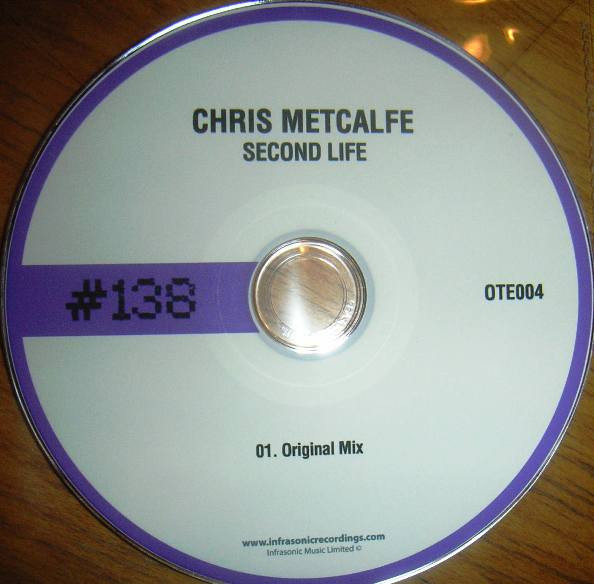 CHRIS METCALFE
SECOND LIFE
#138
OTE004
01. Original Mix
www.infrasonicrecordings.com
Infrasonic Music Limited ©